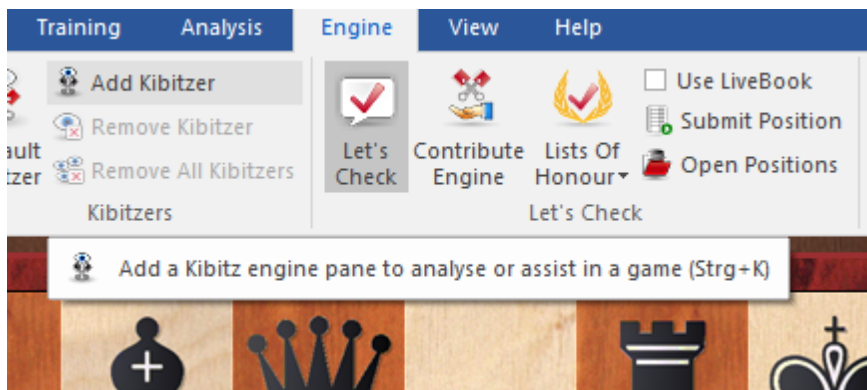 Training Analysis Engine View Help
Add Kibitzer
Remove Kibitzer
Remove All Kibitzers
Kibitzers
Let's
Check
Contribute
Engine
Lists Of
Honour
Use LiveBook
Submit Position
Open Positions
Let's Check
Add a Kibitz engine pane to analyse or assist in a game (Strg+K)